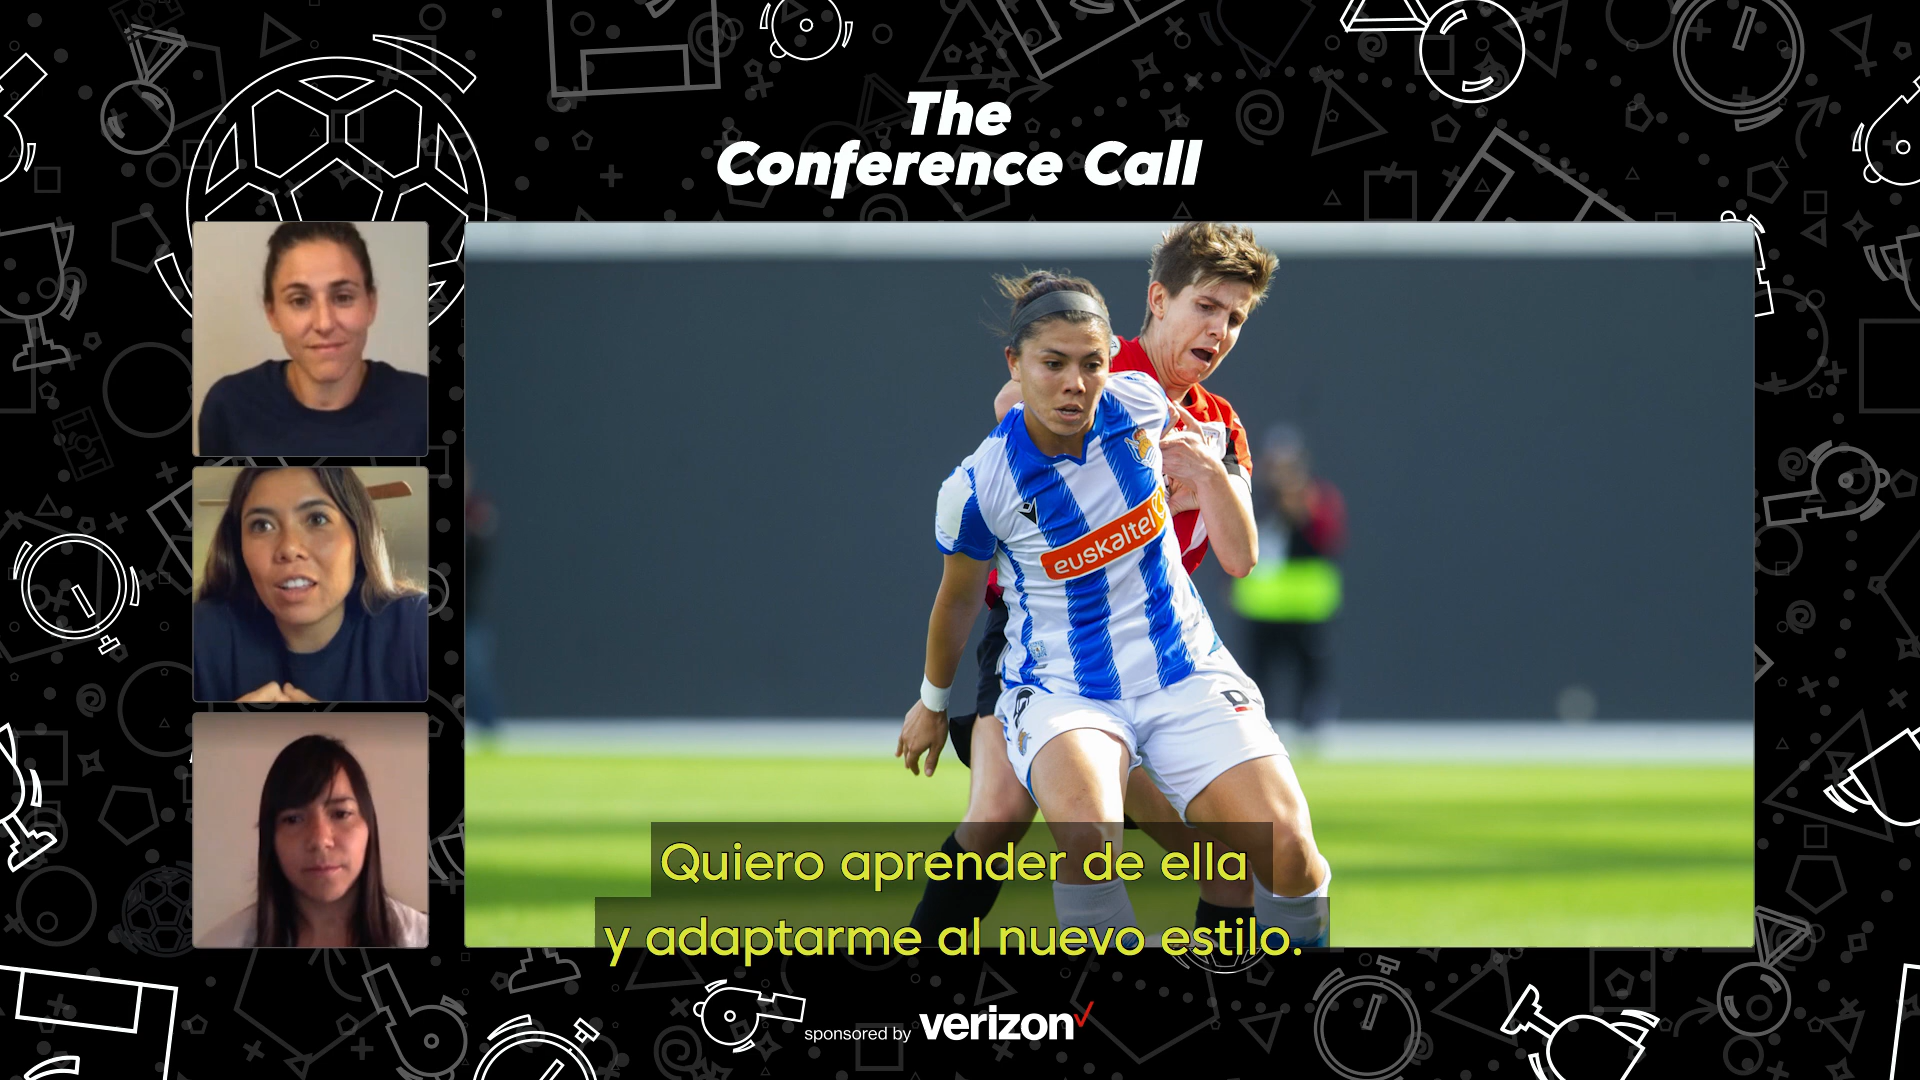 The
Conference Call
euskaltel
Quiero aprender de ella
y adaptarme al nuevo estilo.
sponsored by verizon